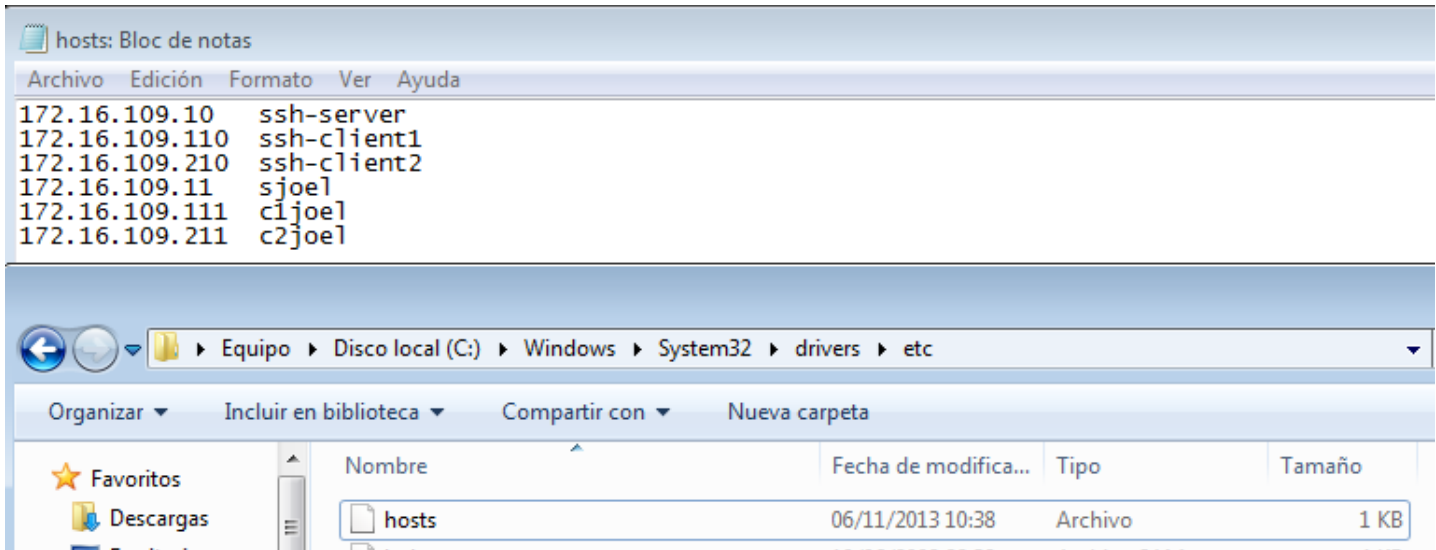 hosts: Bloc de notas
Archivo Edición Formato Ver Ayuda
172.16.109.10 ssh-server
172.16.109.110 ssh-client1
172.16.109.210 ssh-client2
172.16.109.11 sjoel
172.16.109.111 c1joel
172.16.109.211 c2joel
Equipo Disco local (C:) Windows System32 drivers etc
Organizar Incluir en biblioteca Compartir con Nueva carpeta
Favoritos Nombre Fecha de modifica... Tipo Tamaño
Descargas hosts 06/11/2013 10:38 Archivo 1 KB